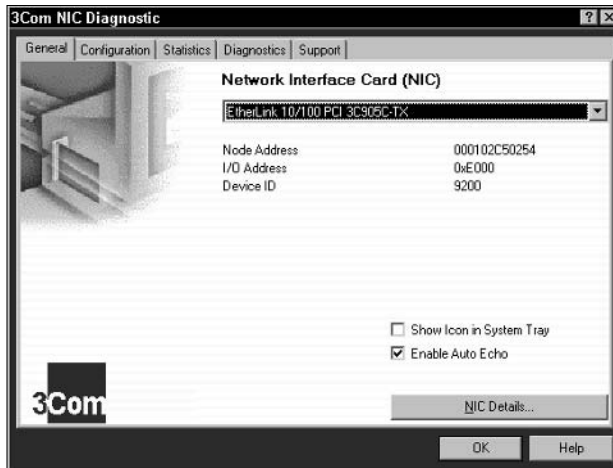 3Com NIC Diagnostic
General Configuration Statistics Diagnostics Support
Network Interface Card (NIC)
EtherLink 10/100 PCI 3C905C-TX
Node Address 000102C50254
I/O Address 0xE000
Device ID 9200
Show Icon in System Tray
Enable Auto Echo
3Com
NIC Details...
OK Help